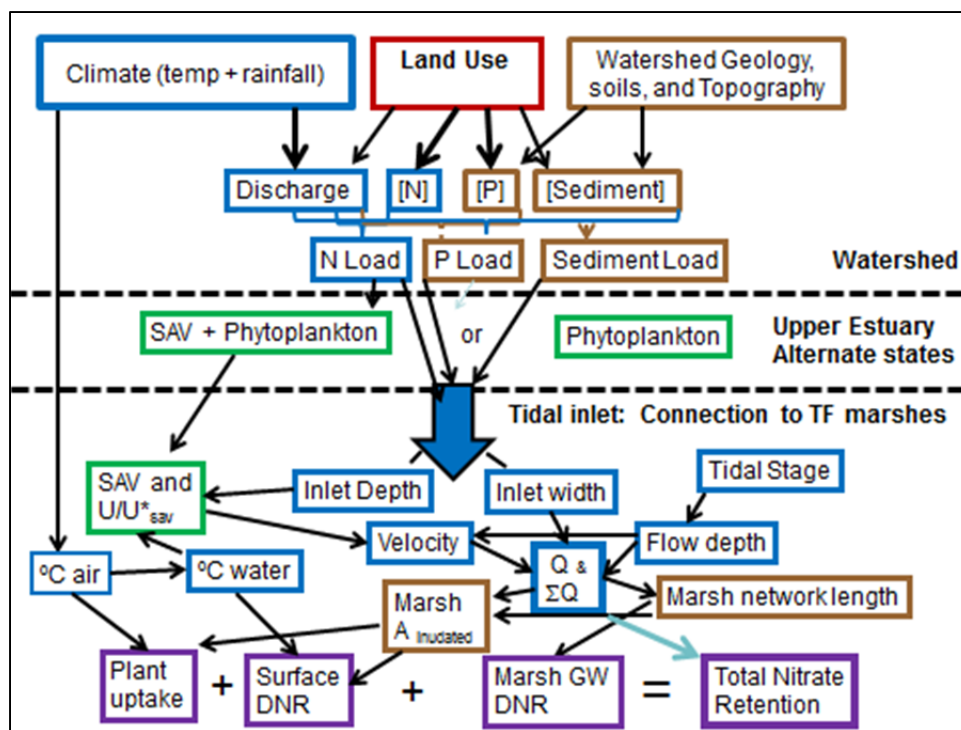 Climate (temp + rainfall)
Land Use
Watershed Geology,
soils, and Topography
Discharge
[N]
[P]
[Sediment]
N Load
P Load
Sediment Load
Watershed
SAV + Phytoplankton
or
Phytoplankton
Upper Estuary
Alternate states
Tidal inlet: Connection to TF marshes
SAV and
U/U*sav
Inlet Depth
Inlet width
Tidal Stage
Velocity
Flow depth
ºC air
ºC water
Q &
ΣQ
Marsh
A Inudated
Marsh network length
Plant
uptake
+
Surface
DNR
+
Marsh GW
DNR
=
Total Nitrate
Retention